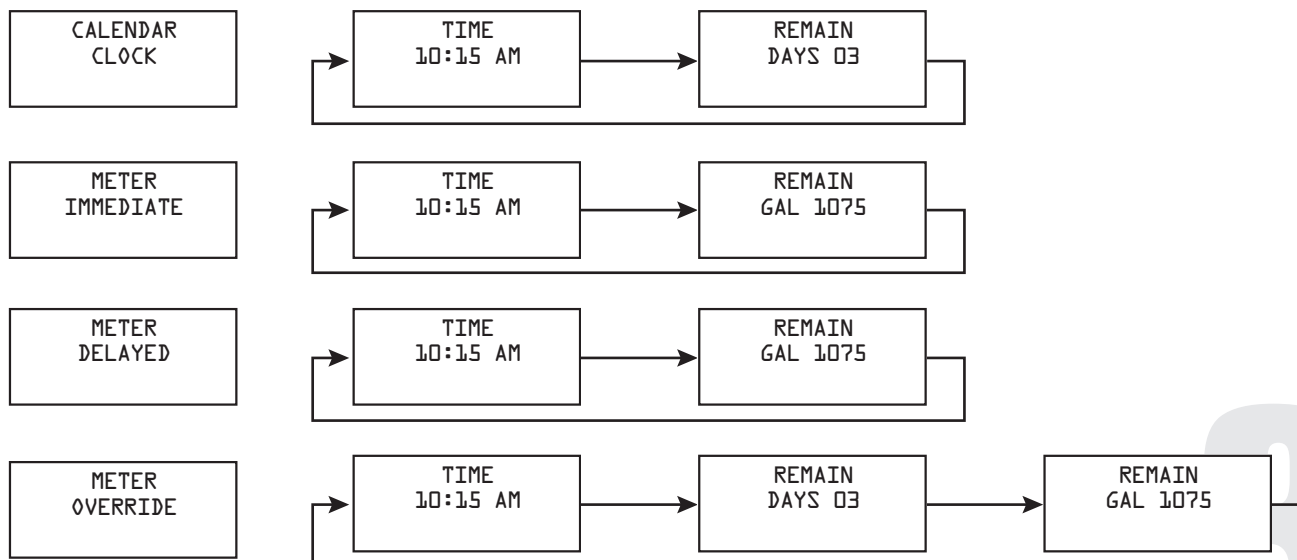 CALENDAR
CLOCK
TIME
10:15 AM
REMAIN
DAYS 03
METER
IMMEDIATE
TIME
10:15 AM
REMAIN
GAL 1075
METER
DELAYED
TIME
10:15 AM
REMAIN
GAL 1075
METER
OVERRIDE
TIME
10:15 AM
REMAIN
DAYS 03
REMAIN
GAL 1075